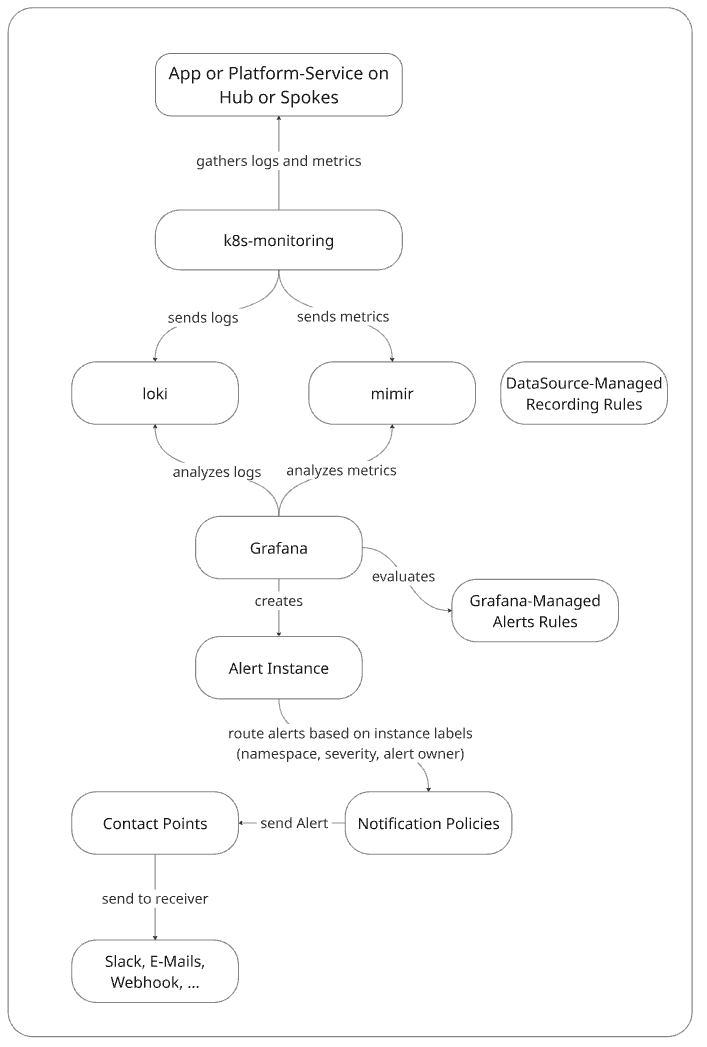 App or Platform-Service on
Hub or Spokes
gathers logs and metrics
k8s-monitoring
sends logs
sends metrics
loki
mimir
DataSource-Managed
Recording Rules
analyzes logs
analyzes metrics
Grafana
evaluates
creates
Grafana-Managed
Alerts Rules
Alert Instance
route alerts based on instance labels
(namespace, severity, alert owner)
Contact Points
send Alert
Notification Policies
send to receiver
Slack, E-Mails,
Webhook, ...